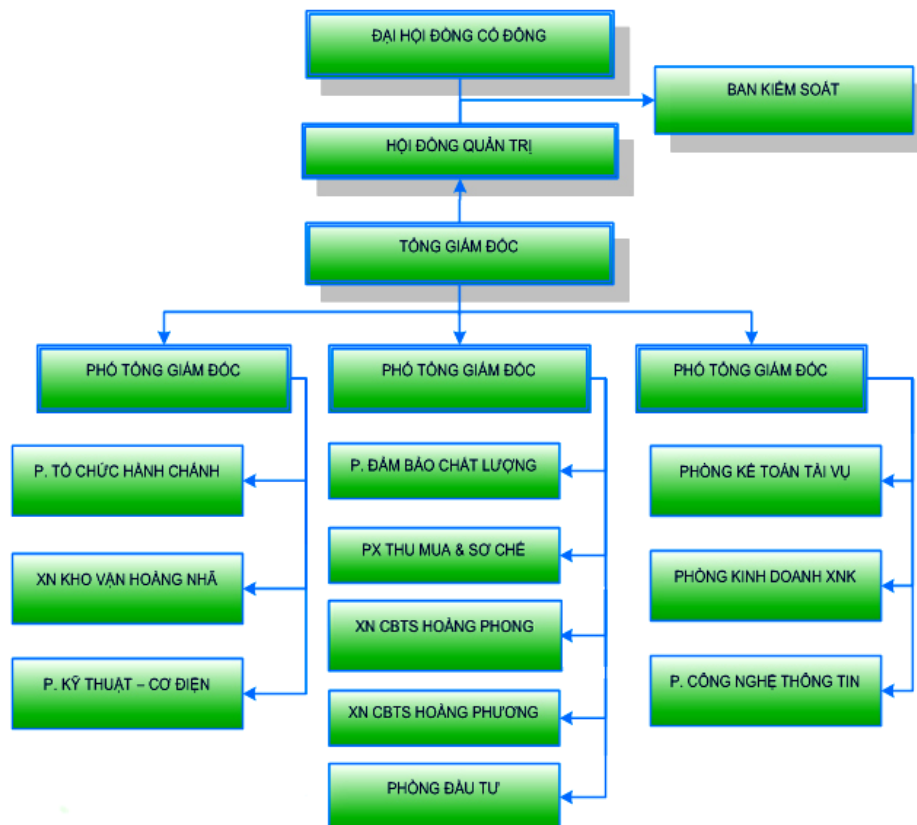 ĐẠI HỘI ĐỒNG CỔ ĐÔNG
BAN KIỂM SOÁT
HỘI ĐỒNG QUẢN TRỊ
TỔNG GIÁM ĐỐC
PHÓ TỔNG GIÁM ĐỐC
PHÓ TỔNG GIÁM ĐỐC
PHÓ TỔNG GIÁM ĐỐC
P. TỔ CHỨC HÀNH CHÁNH
XN KHO VẬN HOÀNG NHÃ
P. KỸ THUẬT – CƠ ĐIỆN
P. ĐẢM BẢO CHẤT LƯỢNG
PX THU MUA & SƠ CHẾ
XN CBTS HOÀNG PHONG
XN CBTS HOÀNG PHƯƠNG
PHÒNG ĐẦU TƯ
PHÒNG KẾ TOÁN TÀI VỤ
PHÒNG KINH DOANH XNK
P. CÔNG NGHỆ THÔNG TIN